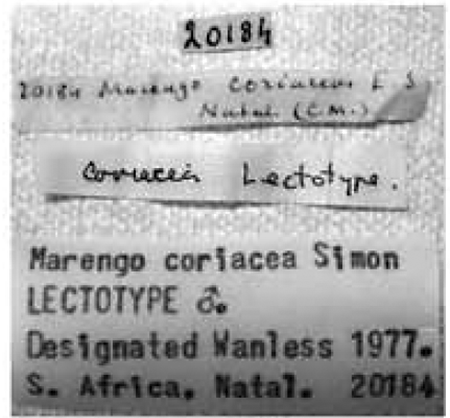 20184
20184 Marengo coriacea E S
Natal (C.M.)
Coriacea Lectotype.
Marengo coriacea Simon
LECTOTYPE ♂.
Designated Wanless 1977.
S. Africa. Natal. 20184